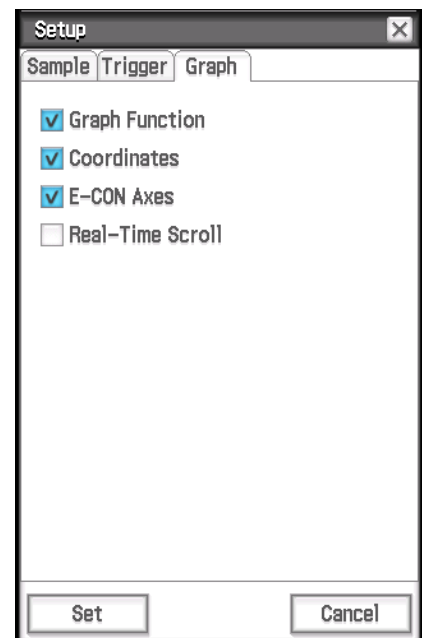 Setup
Sample Trigger Graph
Graph Function
Coordinates
E-CON Axes
Real-Time Scroll
Set Cancel